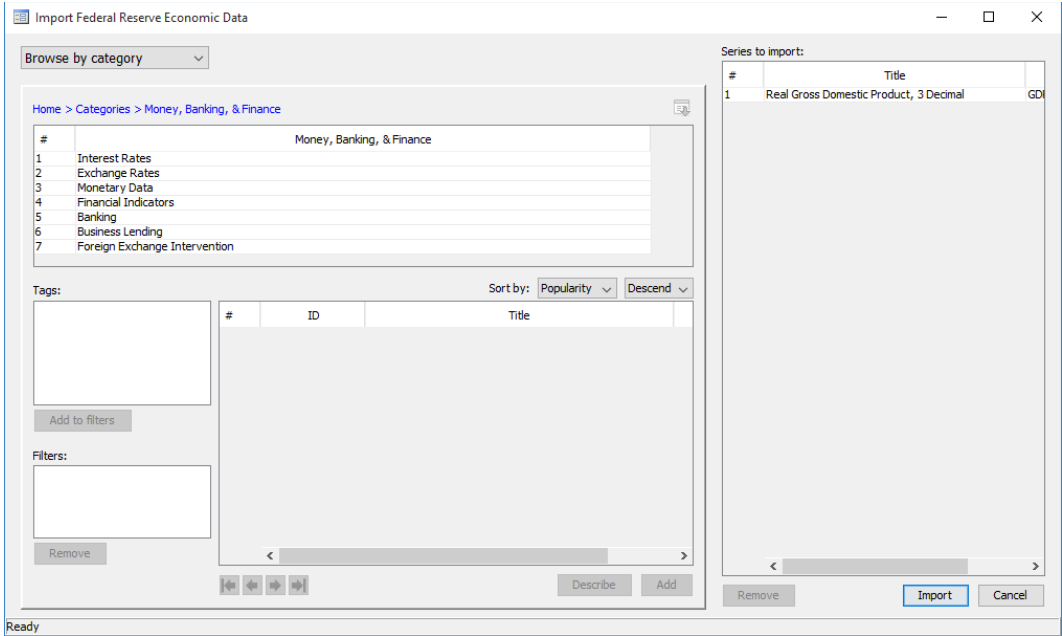 Import Federal Reserve Economic Data
Browse by category
Home > Categories > Money, Banking, & Finance
# Money, Banking, & Finance
1 Interest Rates
2 Exchange Rates
3 Monetary Data
4 Financial Indicators
5 Banking
6 Business Lending
7 Foreign Exchange Intervention
Tags:
Sort by: Popularity Descend
# ID Title
Add to filters
Filters:
Remove
Describe Add
Series to import:
# Title
1 Real Gross Domestic Product, 3 Decimal
Remove Import Cancel
Ready